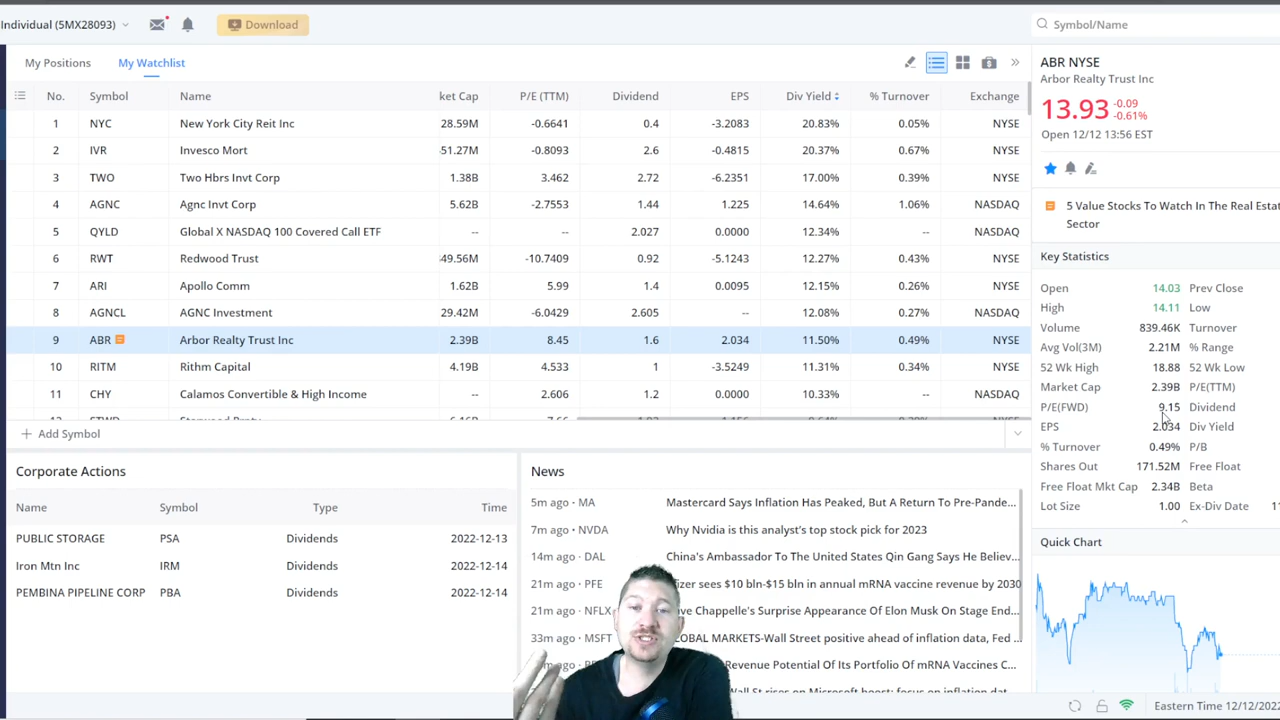 Individual (5MX28093) Download Symbol/Name
My Positions My Watchlist
No. Symbol Name ket Cap P/E (TTM) Dividend EPS Div Yield % Turnover Exchange
1 NYC New York City Reit Inc 28.59M -0.6641 0.4 -3.2083 20.83% 0.05% NYSE
2 IVR Invesco Mort 51.27M -0.8093 2.6 -0.4815 20.37% 0.67% NYSE
3 TWO Two Hbrs Invt Corp 1.38B 3.462 2.72 -6.2351 17.00% 0.39% NYSE
4 AGNC Agnc Invt Corp 5.62B -2.7553 1.44 1.225 14.64% 1.06% NASDAQ
5 QYLD Global X NASDAQ 100 Covered Call ETF -- -- 2.027 0.0000 12.34% -- NASDAQ
6 RWT Redwood Trust 49.56M -10.7409 0.92 -5.1243 12.27% 0.43% NYSE
7 ARI Apollo Comm 1.62B 5.99 1.4 0.0095 12.15% 0.26% NYSE
8 AGNCL AGNC Investment 29.42M -6.0429 2.605 -- 12.08% 0.27% NASDAQ
9 ABR Arbor Realty Trust Inc 2.39B 8.45 1.6 2.034 11.50% 0.49% NYSE
10 RITM Rithm Capital 4.19B 4.533 1 -3.5249 11.31% 0.34% NYSE
11 CHY Calamos Convertible & High Income -- 2.606 1.2 0.0000 10.33% -- NASDAQ
+ Add Symbol
Corporate Actions
Name Symbol Type Time
PUBLIC STORAGE PSA Dividends 2022-12-13
Iron Mtn Inc IRM Dividends 2022-12-14
PEMBINA PIPELINE CORP PBA Dividends 2022-12-14
News
5m ago · MA Mastercard Says Inflation Has Peaked, But A Return To Pre-Pande...
7m ago · NVDA Why Nvidia is this analyst's top stock pick for 2023
14m ago · DAL China's Ambassador To The United States Qin Gang Says He Believ...
21m ago · PFE fizer sees $10 bln-$15 bln in annual mRNA vaccine revenue by 2030
21m ago · NFLX ve Chappelle's Surprise Appearance Of Elon Musk On Stage End...
33m ago · MSFT LOBAL MARKETS-Wall Street positive ahead of inflation data, Fed ...
m ago Revenue Potential Of Its Portfolio Of mRNA Vaccines C...
Wall St rises on Microsoft boost; focus on inflation dat
ABR NYSE
Arbor Realty Trust Inc
13.93 -0.09
-0.61%
Open 12/12 13:56 EST
5 Value Stocks To Watch In The Real Estat
Sector
Key Statistics
Open 14.03 Prev Close
High 14.11 Low
Volume 839.46K Turnover
Avg Vol(3M) 2.21M % Range
52 Wk High 18.88 52 Wk Low
Market Cap 2.39B P/E(TTM)
P/E(FWD) 9.15 Dividend
EPS 2.034 Div Yield
% Turnover 0.49% P/B
Shares Out 171.52M Free Float
Free Float Mkt Cap 2.34B Beta
Lot Size 1.00 Ex-Div Date 1
Quick Chart
Eastern Time 12/12/2022